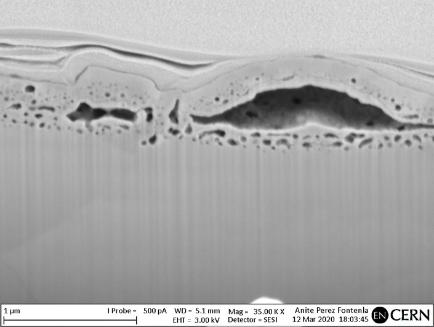 1 µm
I Probe = 500 pA WD = 5.1 mm Mag = 35.00 K X Anite Perez Fontenla
EHT = 3.00 kV Detector = SESI 12 Mar 2020 18:03:45
EN CERN